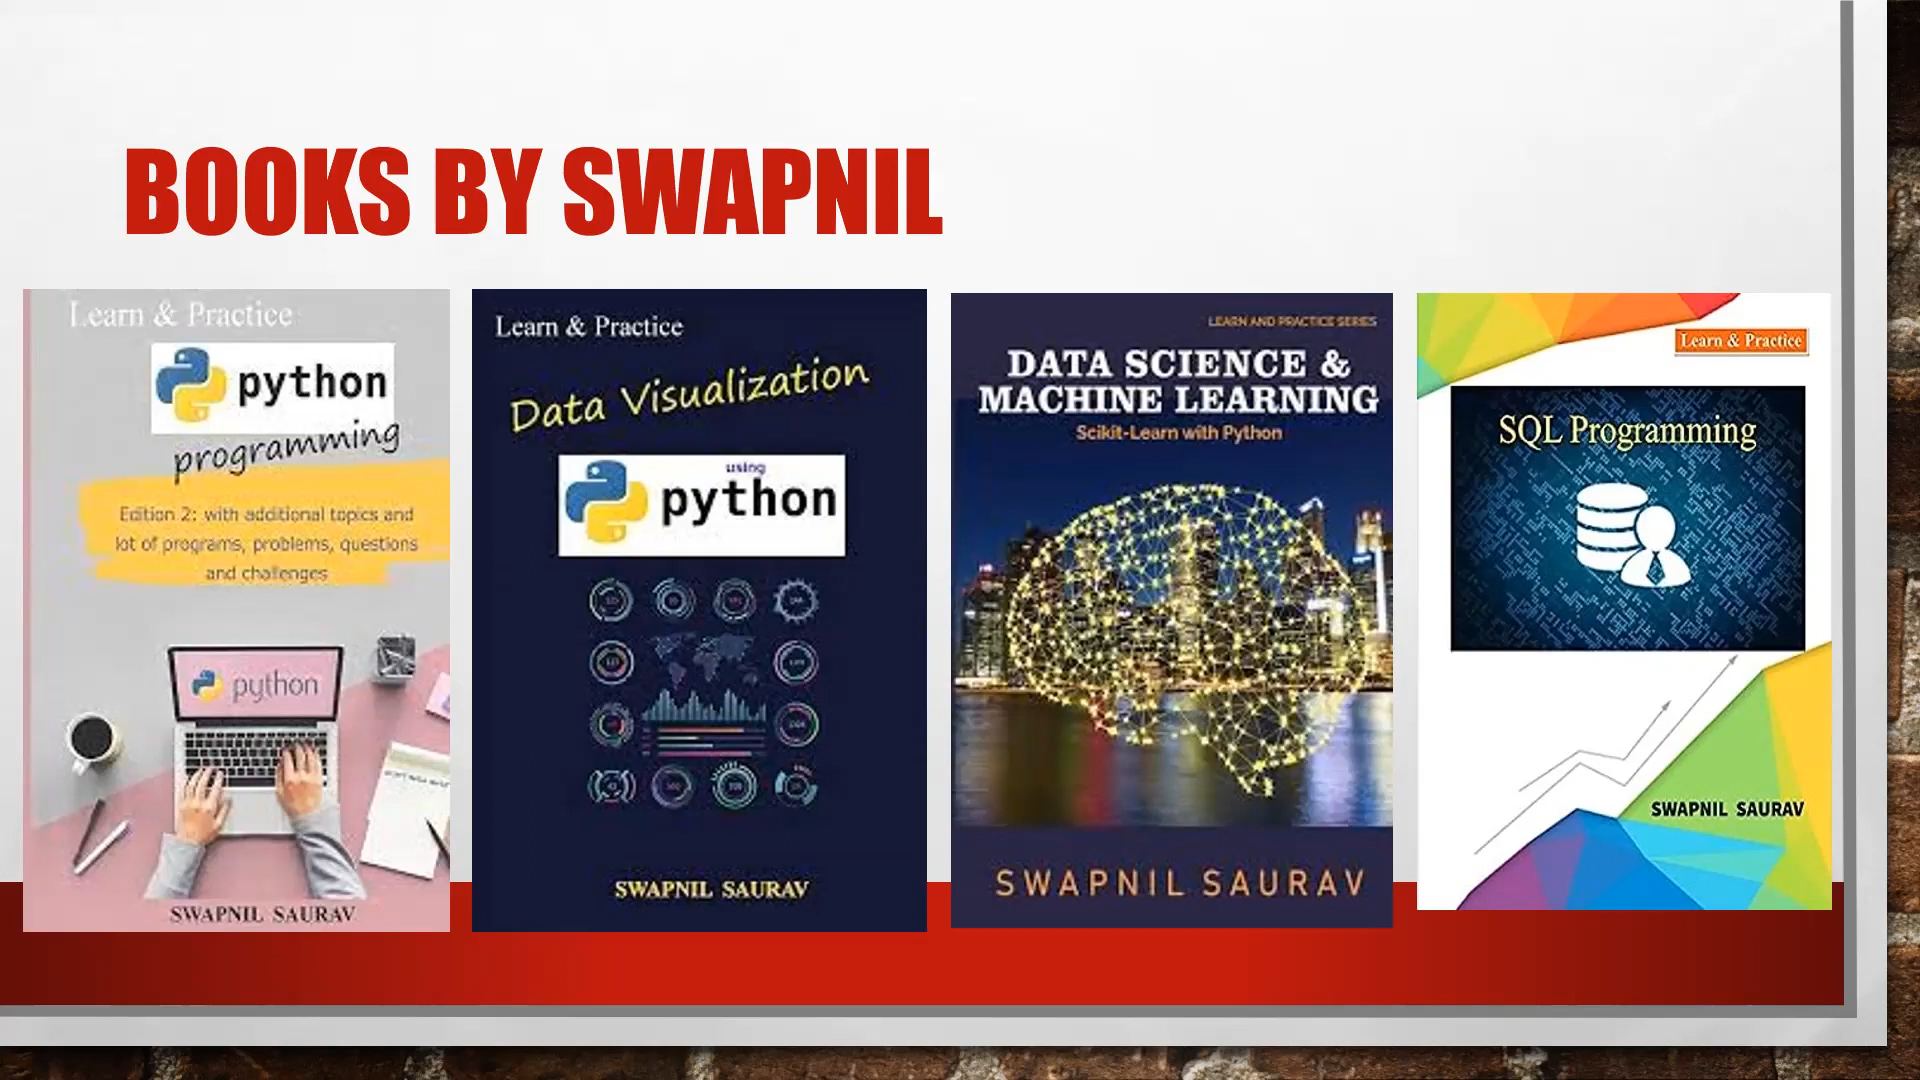 BOOKS BY SWAPNIL
Learn & Practice
python
programming
Edition 2: with additional topics and
lot of programs, problems, questions
and challenges
python
SWAPNIL SAURAV
Learn & Practice
Data Visualization
using
python
SWAPNIL SAURAV
LEARN AND PRACTICE SERIES
DATA SCIENCE &
MACHINE LEARNING
Scikit-Learn with Python
SWAPNIL SAURAV
Learn & Practice
SQL Programming
SWAPNIL SAURAV